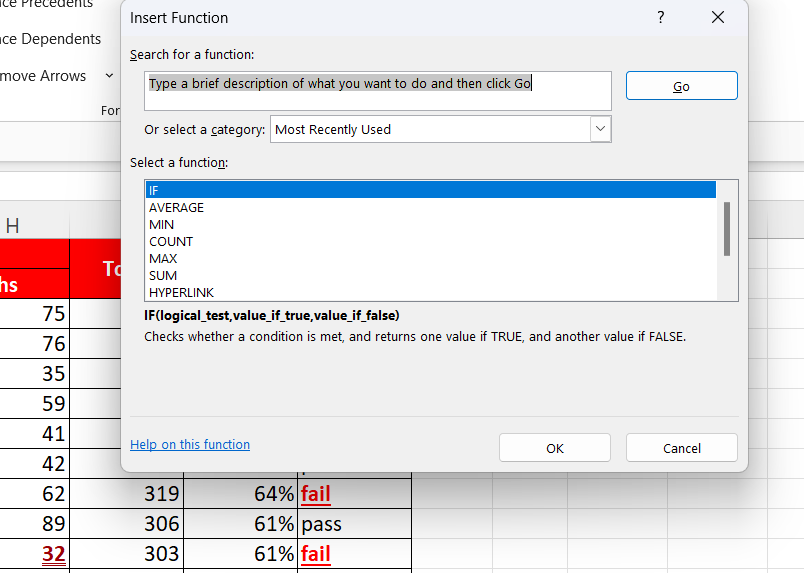 ce Precedents
Insert Function
?
ce Dependents
Search for a function:
move Arrows
Type a brief description of what you want to do and then click Go
Go
For
Or select a category:
Most Recently Used
Select a function:
IF
AVERAGE
MIN
COUNT
MAX
SUM
HYPERLINK
H
To
hs
IF(logical_test,value_if_true,value_if_false)
Checks whether a condition is met, and returns one value if TRUE, and another value if FALSE.
75
76
35
59
41
42
Help on this function
OK
Cancel
62 319 64% fail
89 306 61% pass
32 303 61% fail